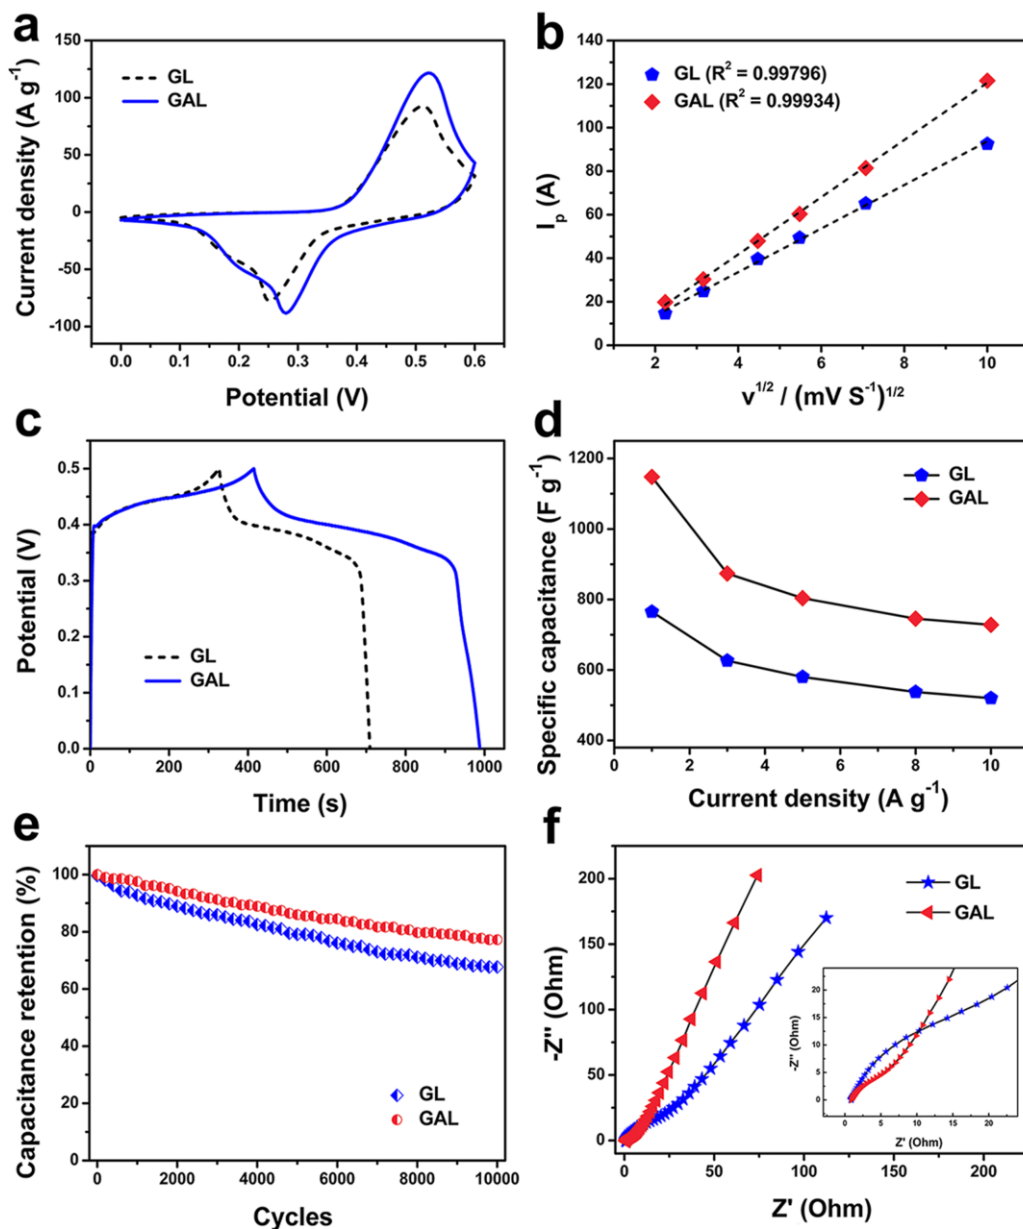 a
150
100
50
0
-50
-100
0.0 0.1 0.2 0.3 0.4 0.5 0.6
Current density (A g⁻¹)
Potential (V)
GL
GAL
b
140
120
100
80
60
40
20
0
2 4 6 8 10
Iₚ (A)
v^1/2 / (mV S⁻¹)^1/2
GL (R² = 0.99796)
GAL (R² = 0.99934)
c
0.5
0.4
0.3
0.2
0.1
0.0
0 200 400 600 800 1000
Potential (V)
Time (s)
GL
GAL
d
1200
1000
800
600
400
0 2 4 6 8 10
Specific capacitance (F g⁻¹)
Current density (A g⁻¹)
GL
GAL
e
100
80
60
40
20
0
0 2000 4000 6000 8000 10000
Capacitance retention (%)
Cycles
GL
GAL
f
200
150
100
50
0
0 50 100 150 200
-Z'' (Ohm)
Z' (Ohm)
GL
GAL
20
15
10
5
0
0 5 10 15 20
-Z'' (Ohm)
Z' (Ohm)